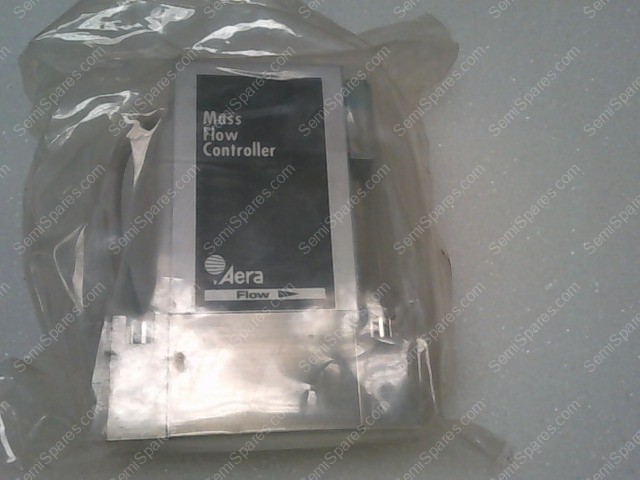 Mass
Flow
Controller
Aera
Flow
SemiSpares.com